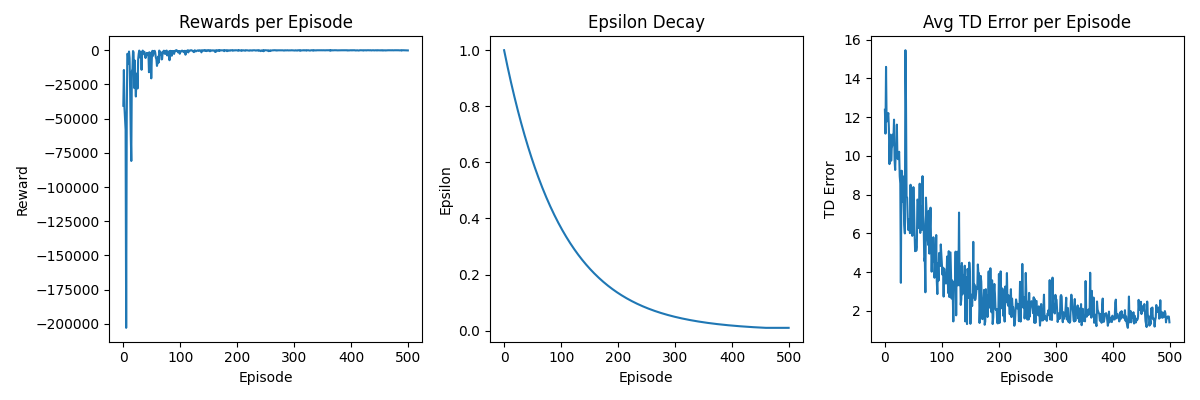 Rewards per Episode
0
−25000
−50000
−75000
−100000
−125000
−150000
−175000
−200000
Reward
0 100 200 300 400 500
Episode
Epsilon Decay
1.0
0.8
0.6
0.4
0.2
0.0
Epsilon
0 100 200 300 400 500
Episode
Avg TD Error per Episode
16
14
12
10
8
6
4
2
TD Error
0 100 200 300 400 500
Episode